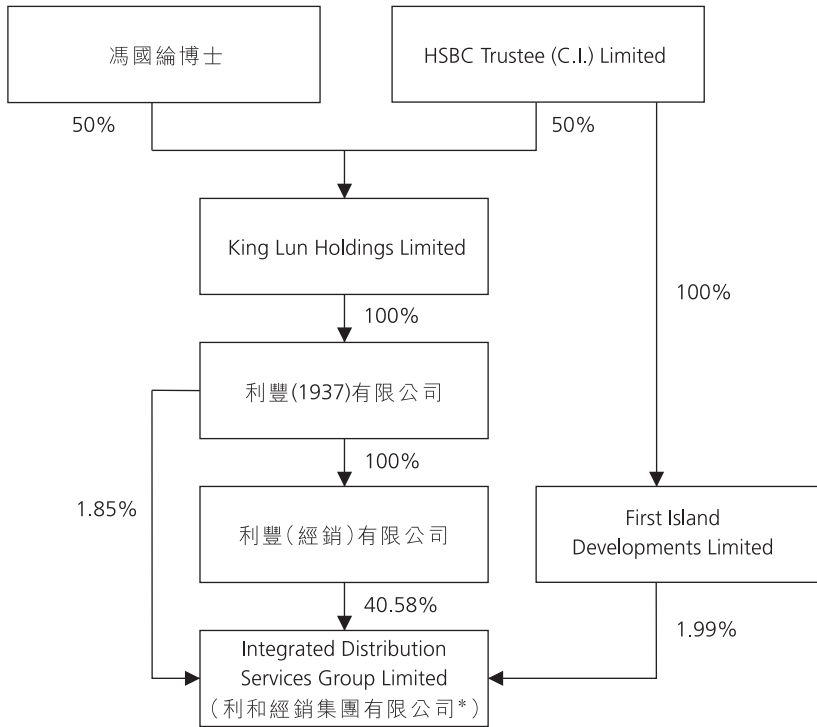 馮國綸博士
HSBC Trustee (C.I.) Limited
50%
50%
King Lun Holdings Limited
100%
100%
利豐(1937)有限公司
100%
1.85%
利豐(經銷)有限公司
First Island
Developments Limited
40.58%
1.99%
Integrated Distribution
Services Group Limited
(利和經銷集團有限公司*)